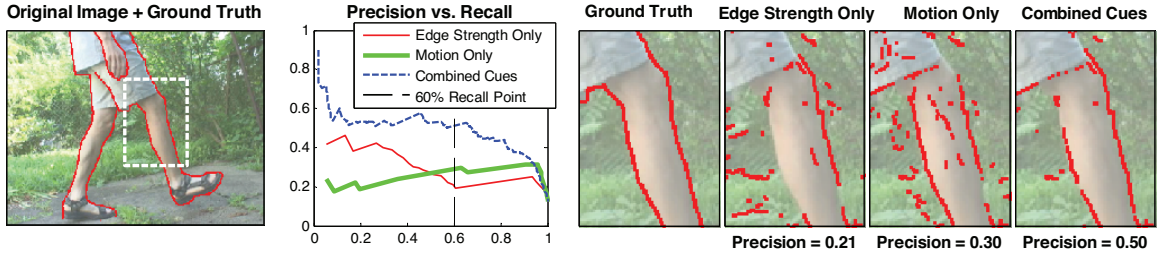 Original Image + Ground Truth
Precision vs. Recall
1
0.8
0.6
0.4
0.2
0
0
0.2
0.4
0.6
0.8
1
Edge Strength Only
Motion Only
Combined Cues
60% Recall Point
Ground Truth
Edge Strength Only
Motion Only
Combined Cues
Precision = 0.21
Precision = 0.30
Precision = 0.50